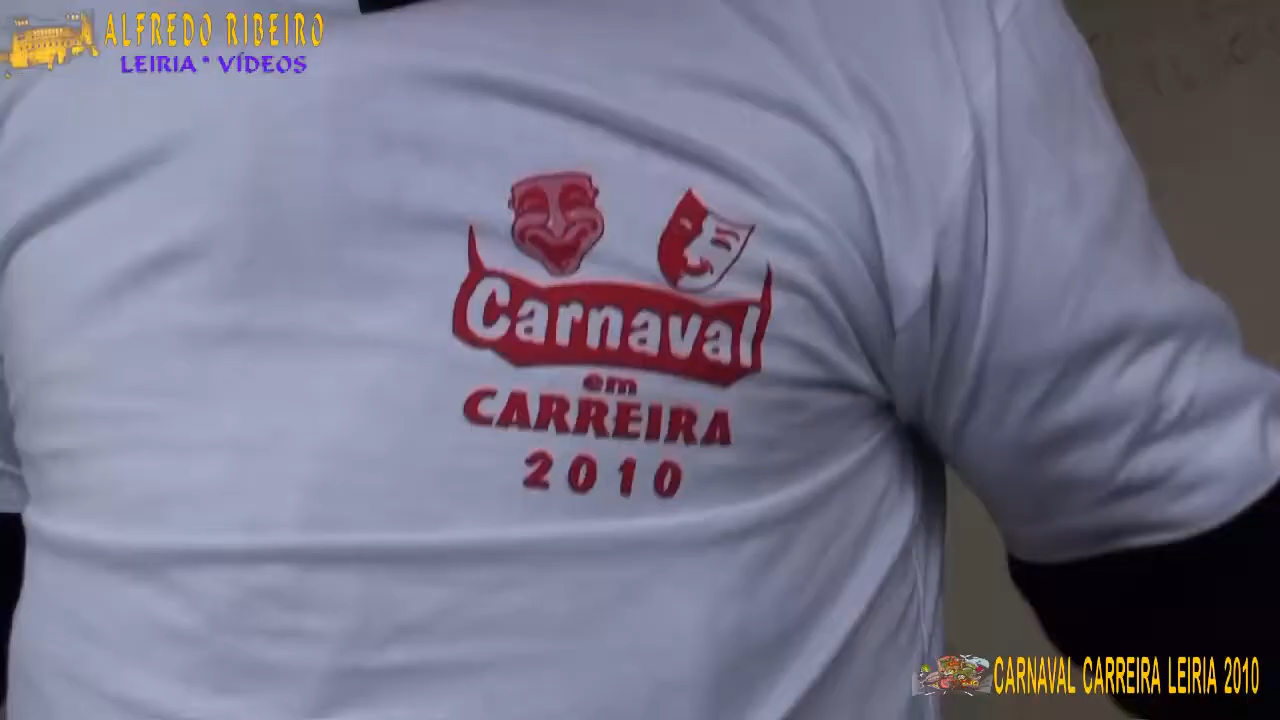 ALFREDO RIBEIRO
LEIRIA * VÍDEOS
Carnaval
em
CARREIRA
2010
CARNAVAL CARREIRA LEIRIA 2010